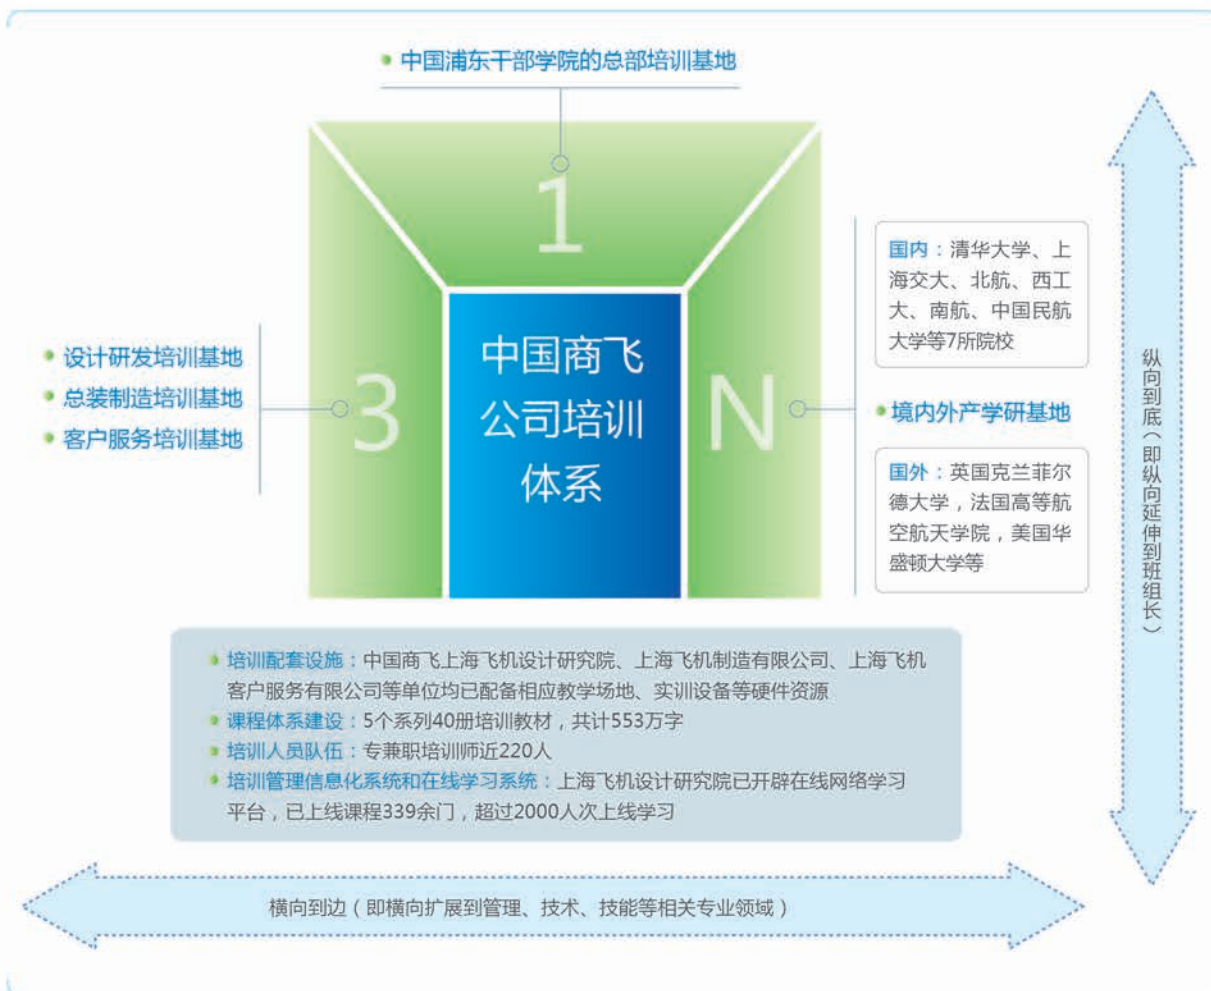 中国浦东干部学院的总部培训基地
1
设计研发培训基地
总装制造培训基地
客户服务培训基地
3
中国商飞
公司培训
体系
N
国内：清华大学、上
海交大、北航、西工
大、南航、中国民航
大学等7所院校
境内外产学研基地
国外：英国克兰菲尔
德大学，法国高等航
空航天学院，美国华
盛顿大学等
纵向到底（即纵向延伸到班组长）
培训配套设施：中国商飞上海飞机设计研究院、上海飞机制造有限公司、上海飞机
客户服务有限公司等单位均已配备相应教学场地、实训设备等硬件资源
课程体系建设：5个系列40册培训教材，共计553万字
培训人员队伍：专兼职培训师近220人
培训管理信息化系统和在线学习系统：上海飞机设计研究院已开辟在线网络学习
平台，已上线课程339余门，超过2000人次上线学习
横向到边（即横向扩展到管理、技术、技能等相关专业领域）